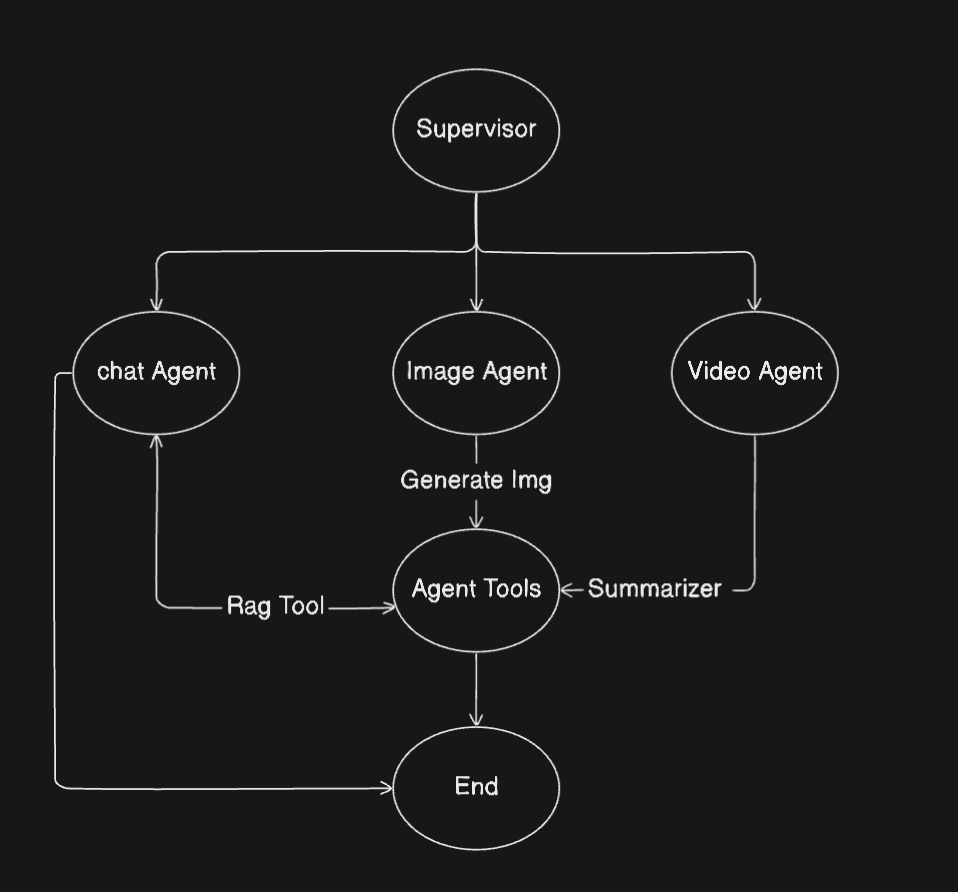 Supervisor
chat Agent
Image Agent
Video Agent
Generate Img
Agent Tools
Summarizer
Rag Tool
End